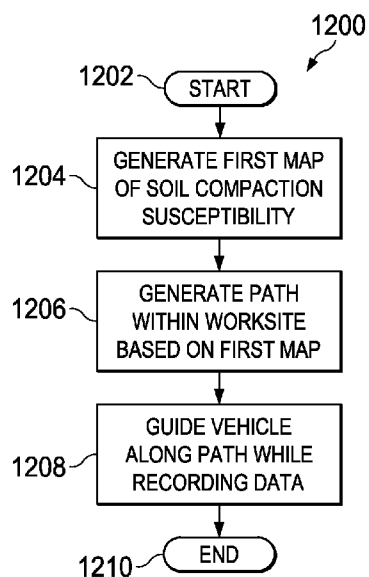 1200
1202
START
1204
GENERATE FIRST MAP
OF SOIL COMPACTION
SUSCEPTIBILITY
1206
GENERATE PATH
WITHIN WORKSITE
BASED ON FIRST MAP
1208
GUIDE VEHICLE
ALONG PATH WHILE
RECORDING DATA
1210
END